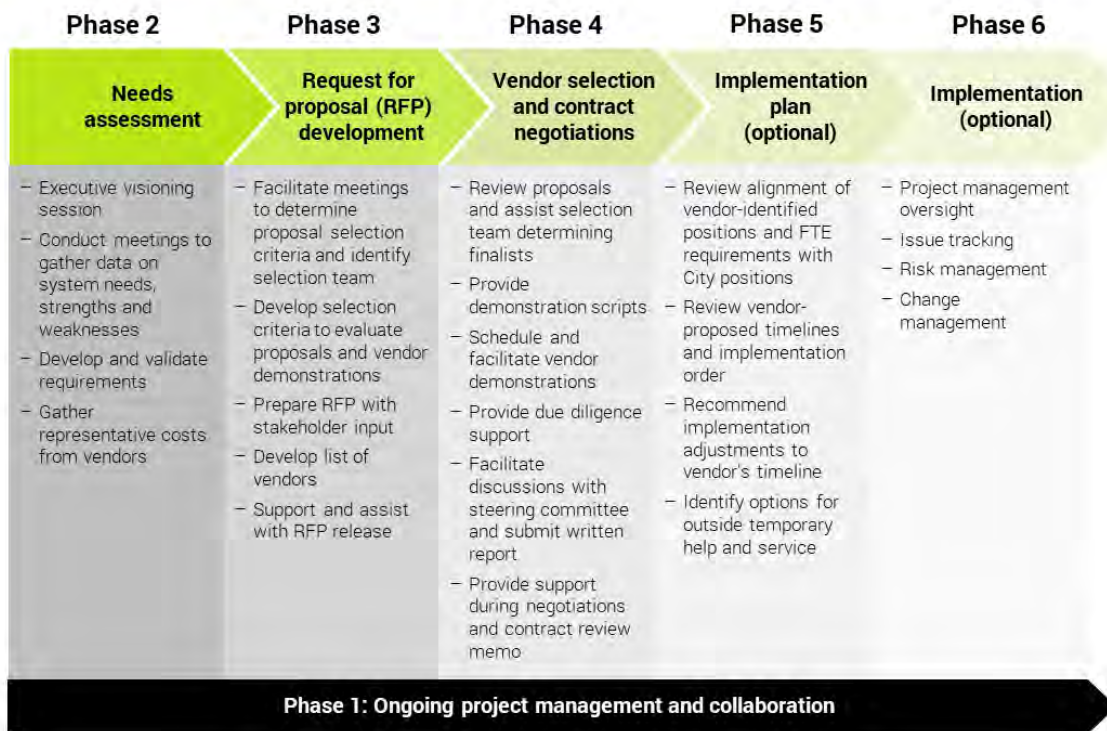 Phase 2
Needs
assessment
– Executive visioning
session
– Conduct meetings to
gather data on
system needs,
strengths and
weaknesses
– Develop and validate
requirements
– Gather
representative costs
from vendors
Phase 3
Request for
proposal (RFP)
development
– Facilitate meetings
to determine
proposal selection
criteria and identify
selection team
– Develop selection
criteria to evaluate
proposals and vendor
demonstrations
– Prepare RFP with
stakeholder input
– Develop list of
vendors
– Support and assist
with RFP release
Phase 4
Vendor selection
and contract
negotiations
– Review proposals
and assist selection
team determining
finalists
– Provide
demonstration scripts
– Schedule and
facilitate vendor
demonstrations
– Provide due diligence
support
– Facilitate
discussions with
steering committee
and submit written
report
– Provide support
during negotiations
and contract review
memo
Phase 5
Implementation
plan
(optional)
– Review alignment of
vendor-identified
positions and FTE
requirements with
City positions
– Review vendor-
proposed timelines
and implementation
order
– Recommend
implementation
adjustments to
vendor's timeline
– Identify options for
outside temporary
help and service
Phase 6
Implementation
(optional)
– Project management
oversight
– Issue tracking
– Risk management
– Change
management
Phase 1: Ongoing project management and collaboration